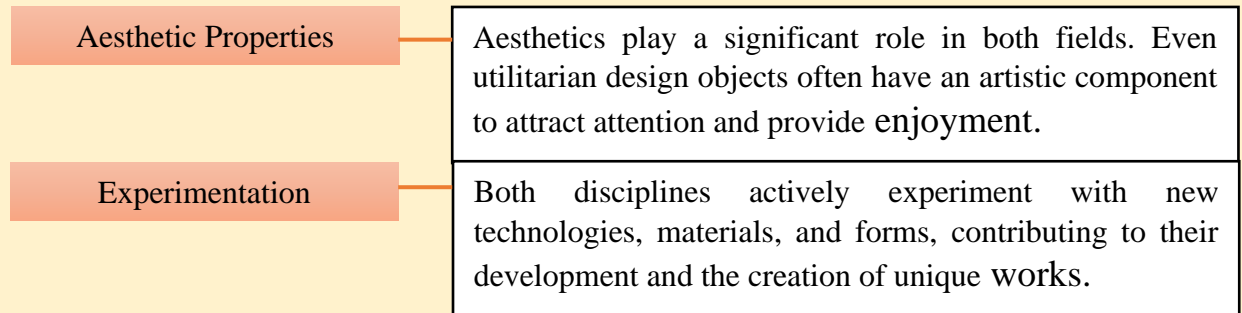 Aesthetic Properties
Aesthetics play a significant role in both fields. Even
utilitarian design objects often have an artistic component
to attract attention and provide enjoyment.
Experimentation
Both disciplines actively experiment with new
technologies, materials, and forms, contributing to their
development and the creation of unique works.